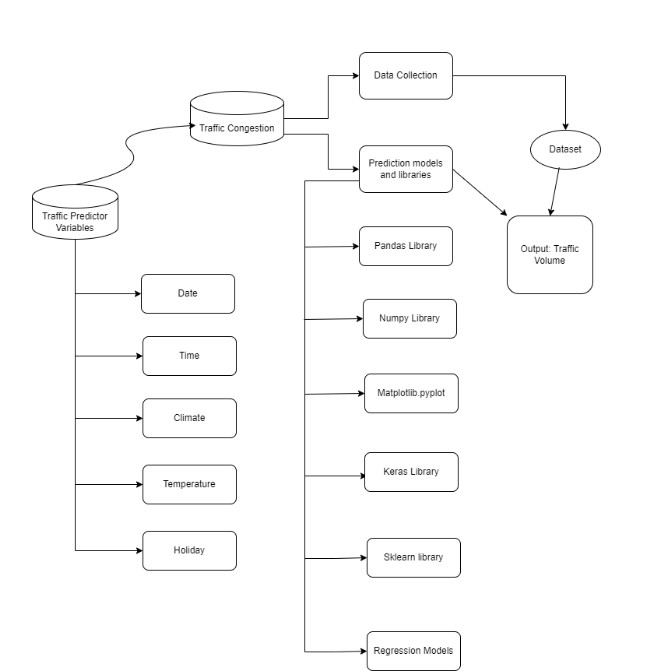 Data Collection
Traffic Congestion
Dataset
Prediction models
and libraries
Traffic Predictor
Variables
Pandas Library
Output: Traffic
Volume
Date
Numpy Library
Time
Matplotlib.pyplot
Climate
Keras Library
Temperature
Holiday
Sklearn library
Regression Models